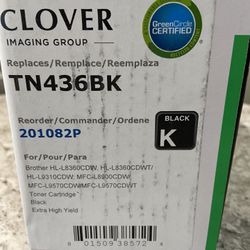 CLOVER
IMAGING GROUP
GreenCircle
CERTIFIED
Replaces/Remplace/Reemplaza
TN436BK
Reorder/Commander/Ordene
201082P
BLACK
K
For/Pour/Para
Brother HL-L8360CDW, HL-L8360CDWT/
HL-L9310CDW, MFC-L8900CDW/
MFC-L9570CDW/MFC-L9570CDWT
Toner Cartridge
Black
Extra High Yield
8 01509 38572 4